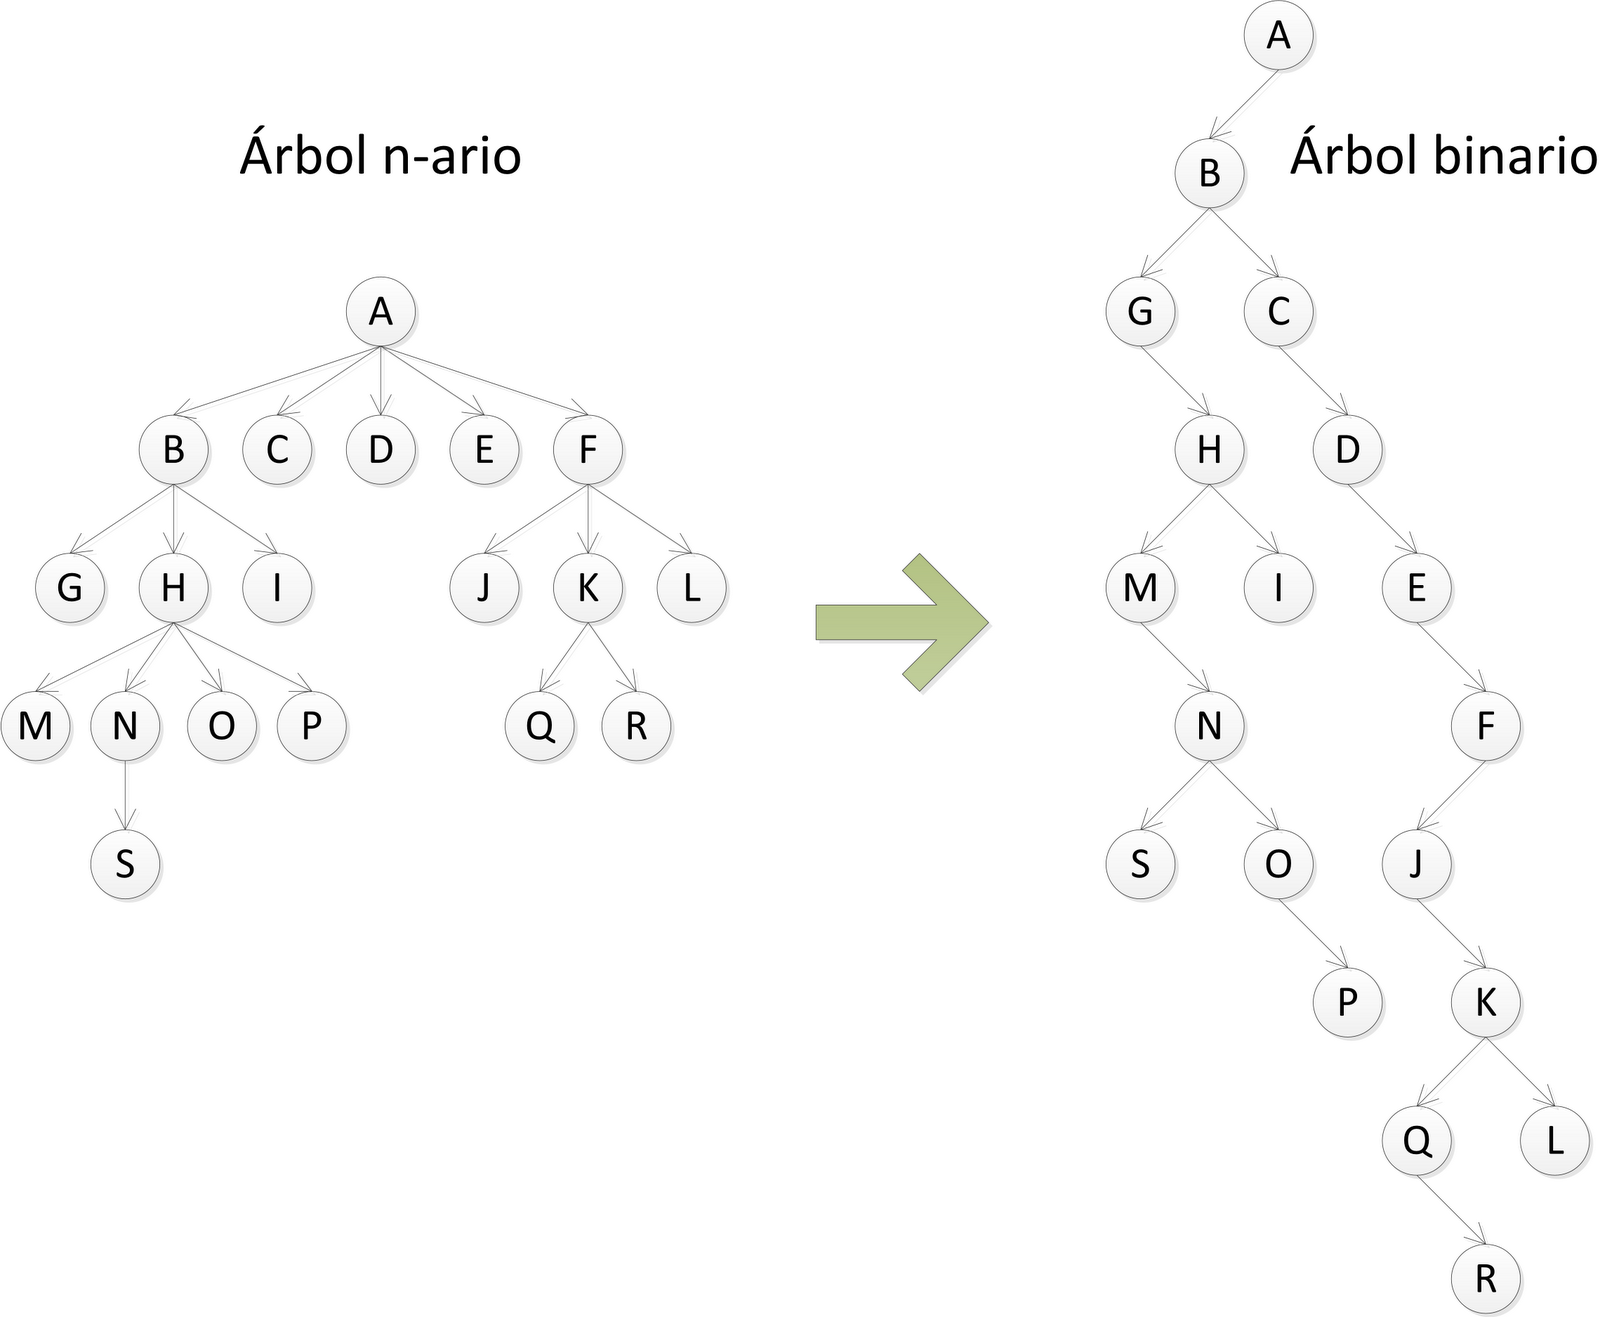 Árbol n-ario
A
B C D E F
G H I J K L
M N O P Q R
S
A
Árbol binario
B
G C
H D
M I E
N F
S O J
P K
Q L
R